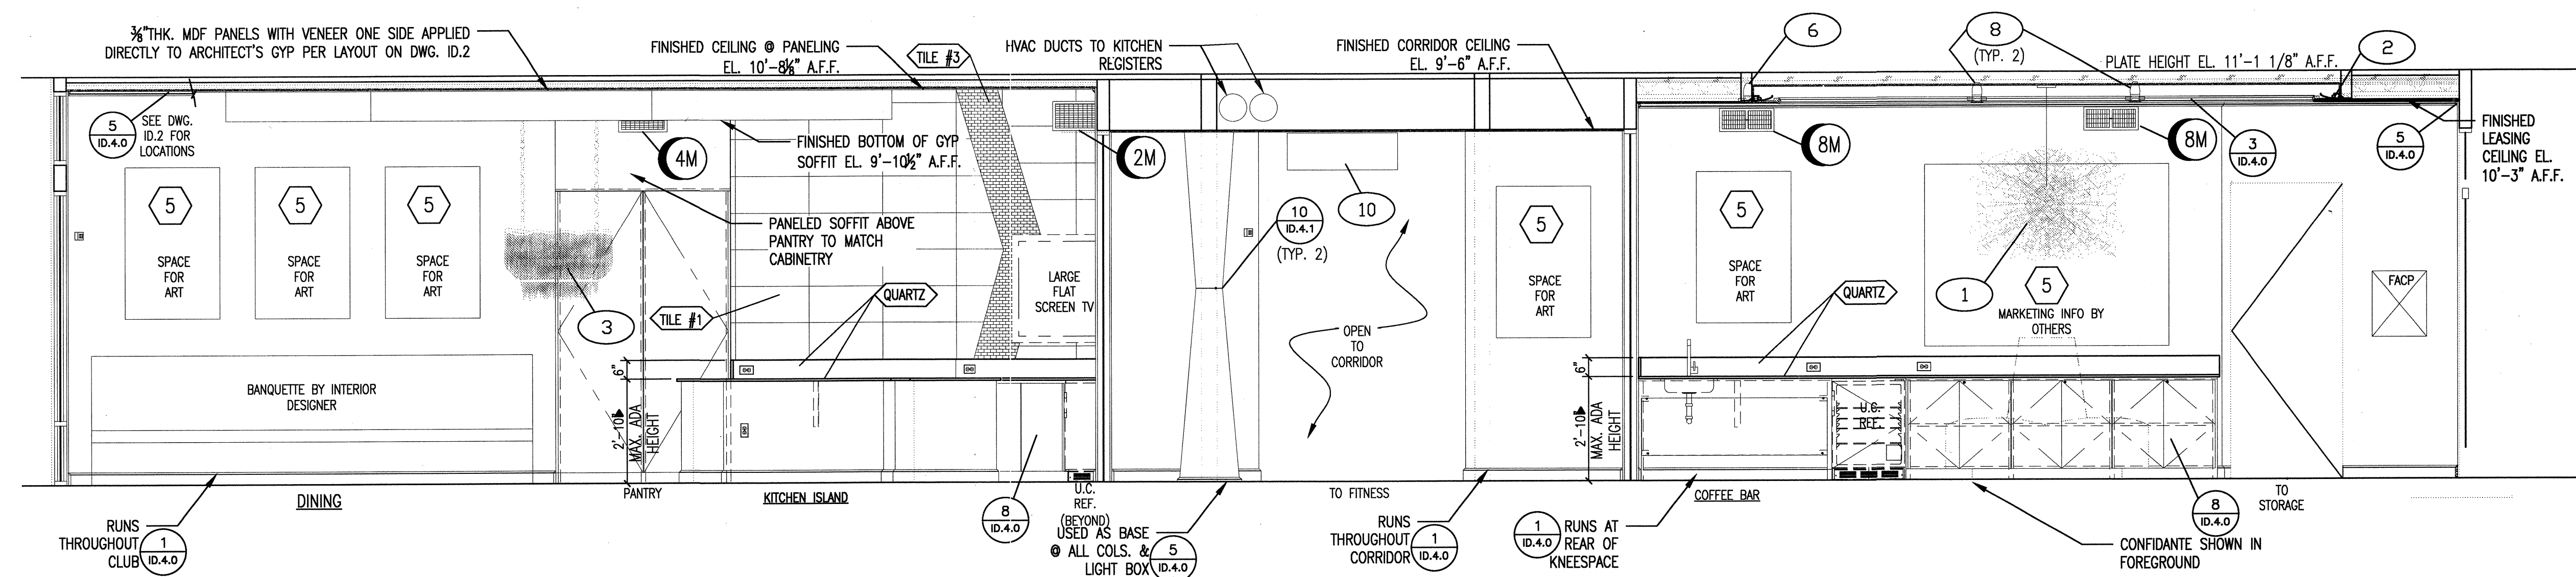 ⅜"THK. MDF PANELS WITH VENEER ONE SIDE APPLIED
DIRECTLY TO ARCHITECT'S GYP PER LAYOUT ON DWG. ID.2
FINISHED CEILING @ PANELING
EL. 10'-8⅛" A.F.F.
TILE #3
HVAC DUCTS TO KITCHEN
REGISTERS
FINISHED CORRIDOR CEILING
EL. 9'-6" A.F.F.
6
8
(TYP. 2)
PLATE HEIGHT EL. 11'-1 1/8" A.F.F.
2
5
ID.4.0
SEE DWG.
ID.2 FOR
LOCATIONS
4M
FINISHED BOTTOM OF GYP
SOFFIT EL. 9'-10½" A.F.F.
2M
8M
8M
3
ID.4.0
5
ID.4.0
FINISHED
LEASING
CEILING EL.
10'-3" A.F.F.
5
SPACE
FOR
ART
5
SPACE
FOR
ART
5
SPACE
FOR
ART
3
PANELED SOFFIT ABOVE
PANTRY TO MATCH
CABINETRY
TILE #1
QUARTZ
LARGE
FLAT
SCREEN TV
10
ID.4.1
(TYP. 2)
10
OPEN
TO
CORRIDOR
5
SPACE
FOR
ART
5
SPACE
FOR
ART
QUARTZ
1
5
MARKETING INFO BY
OTHERS
FACP
BANQUETTE BY INTERIOR
DESIGNER
6"
2'-10"
MAX. ADA
HEIGHT
6"
2'-10"
MAX. ADA
HEIGHT
U.C.
REF.
DINING
PANTRY
KITCHEN ISLAND
8
ID.4.0
U.C.
REF.
(BEYOND)
USED AS BASE
@ ALL COLS. &
LIGHT BOX
5
ID.4.0
TO FITNESS
RUNS
THROUGHOUT
CLUB
1
ID.4.0
RUNS
THROUGHOUT
CORRIDOR
1
ID.4.0
1
ID.4.0
RUNS AT
REAR OF
KNEESPACE
COFFEE BAR
8
ID.4.0
TO
STORAGE
CONFIDANTE SHOWN IN
FOREGROUND